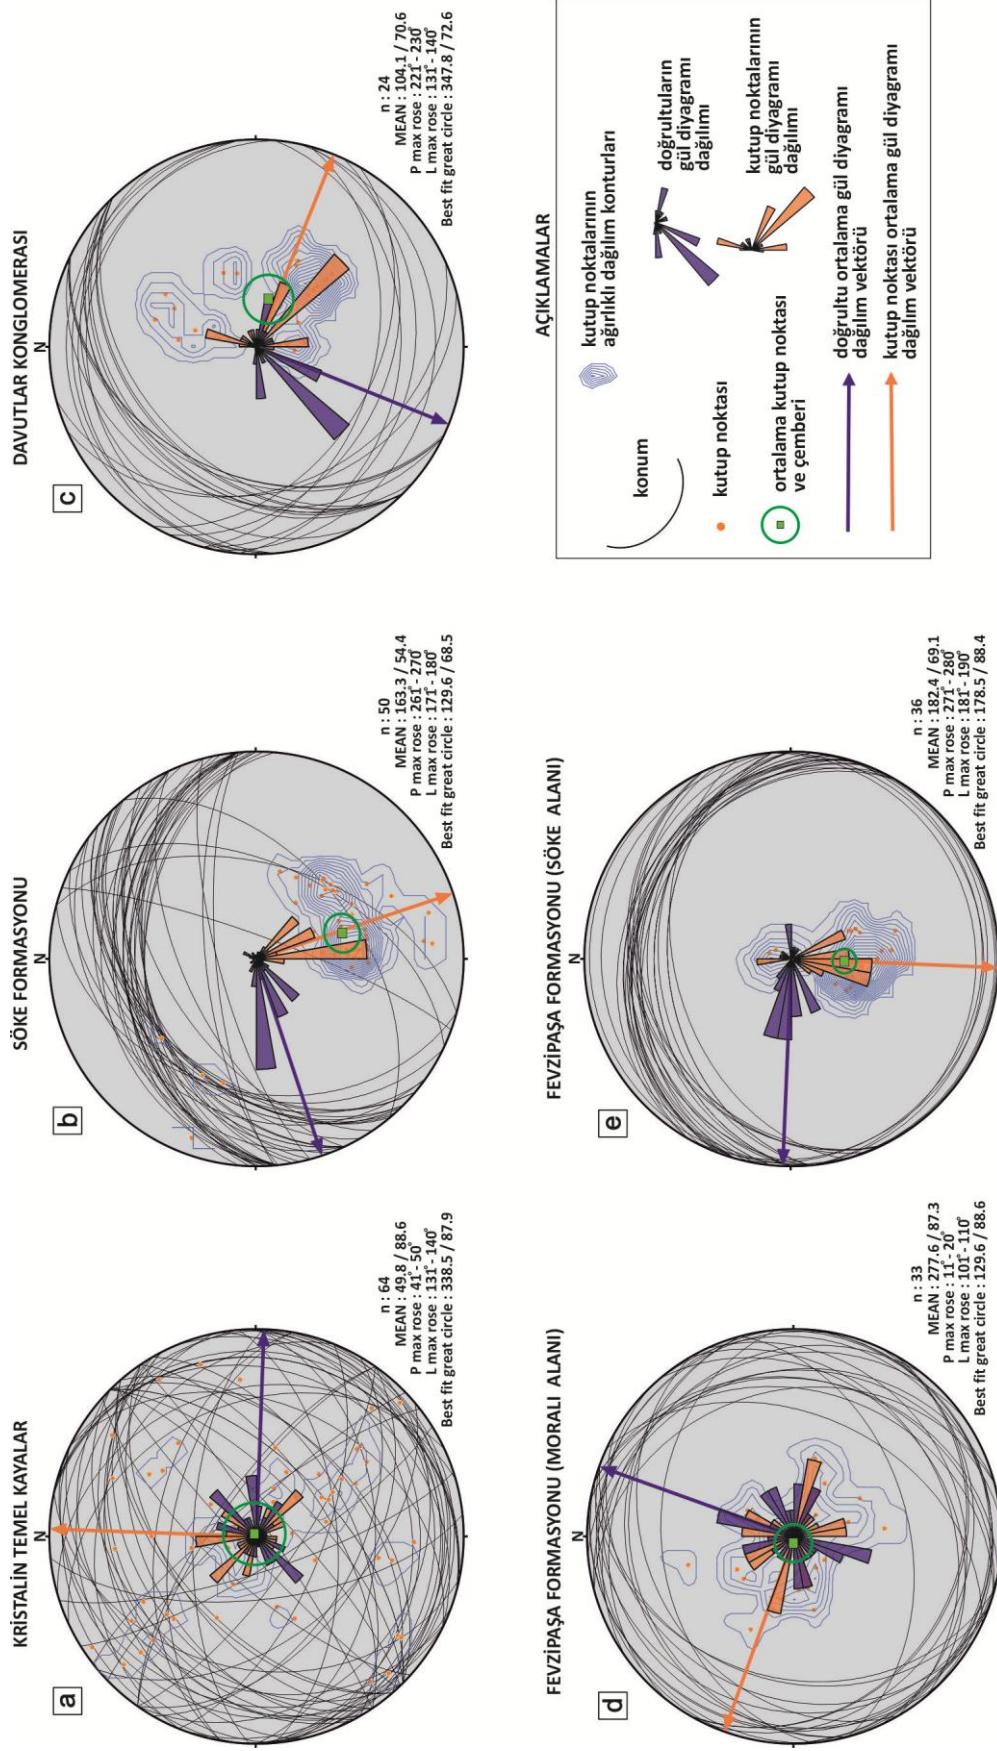 KRİSTALİN TEMEL KAYALAR
a
N
n : 64
MEAN : 49.8 / 88.6
P max rose : 41°- 50°
L max rose : 131°- 140°
Best fit great circle : 338.5 / 87.9
SÖKE FORMASYONU
b
N
n : 50
MEAN : 163.3 / 54.4
P max rose : 261°- 270°
L max rose : 171°- 180°
Best fit great circle : 129.6 / 68.5
DAVUTLAR KONGLOMERASI
c
N
n : 24
MEAN : 104.1 / 70.6
P max rose : 221°- 230°
L max rose : 131°- 140°
Best fit great circle : 347.8 / 72.6
FEVZİPAŞA FORMASYONU (MORALI ALANI)
d
N
n : 33
MEAN : 277.6 / 87.3
P max rose : 11°- 20°
L max rose : 101°- 110°
Best fit great circle : 129.6 / 88.6
FEVZİPAŞA FORMASYONU (SÖKE ALANI)
e
N
n : 36
MEAN : 182.4 / 69.1
P max rose : 271°- 280°
L max rose : 181°- 190°
Best fit great circle : 178.5 / 88.4
AÇIKLAMALAR
konum
kutup noktası
ortalama kutup noktası
ve çemberi
kutup noktalarının
ağırlıklı dağılım konturları
doğrultuların
gül diyagramı
dağılımı
kutup noktalarının
gül diyagramı
dağılımı
doğrultu ortalama gül diyagramı
dağılım vektörü
kutup noktası ortalama gül diyagramı
dağılım vektörü